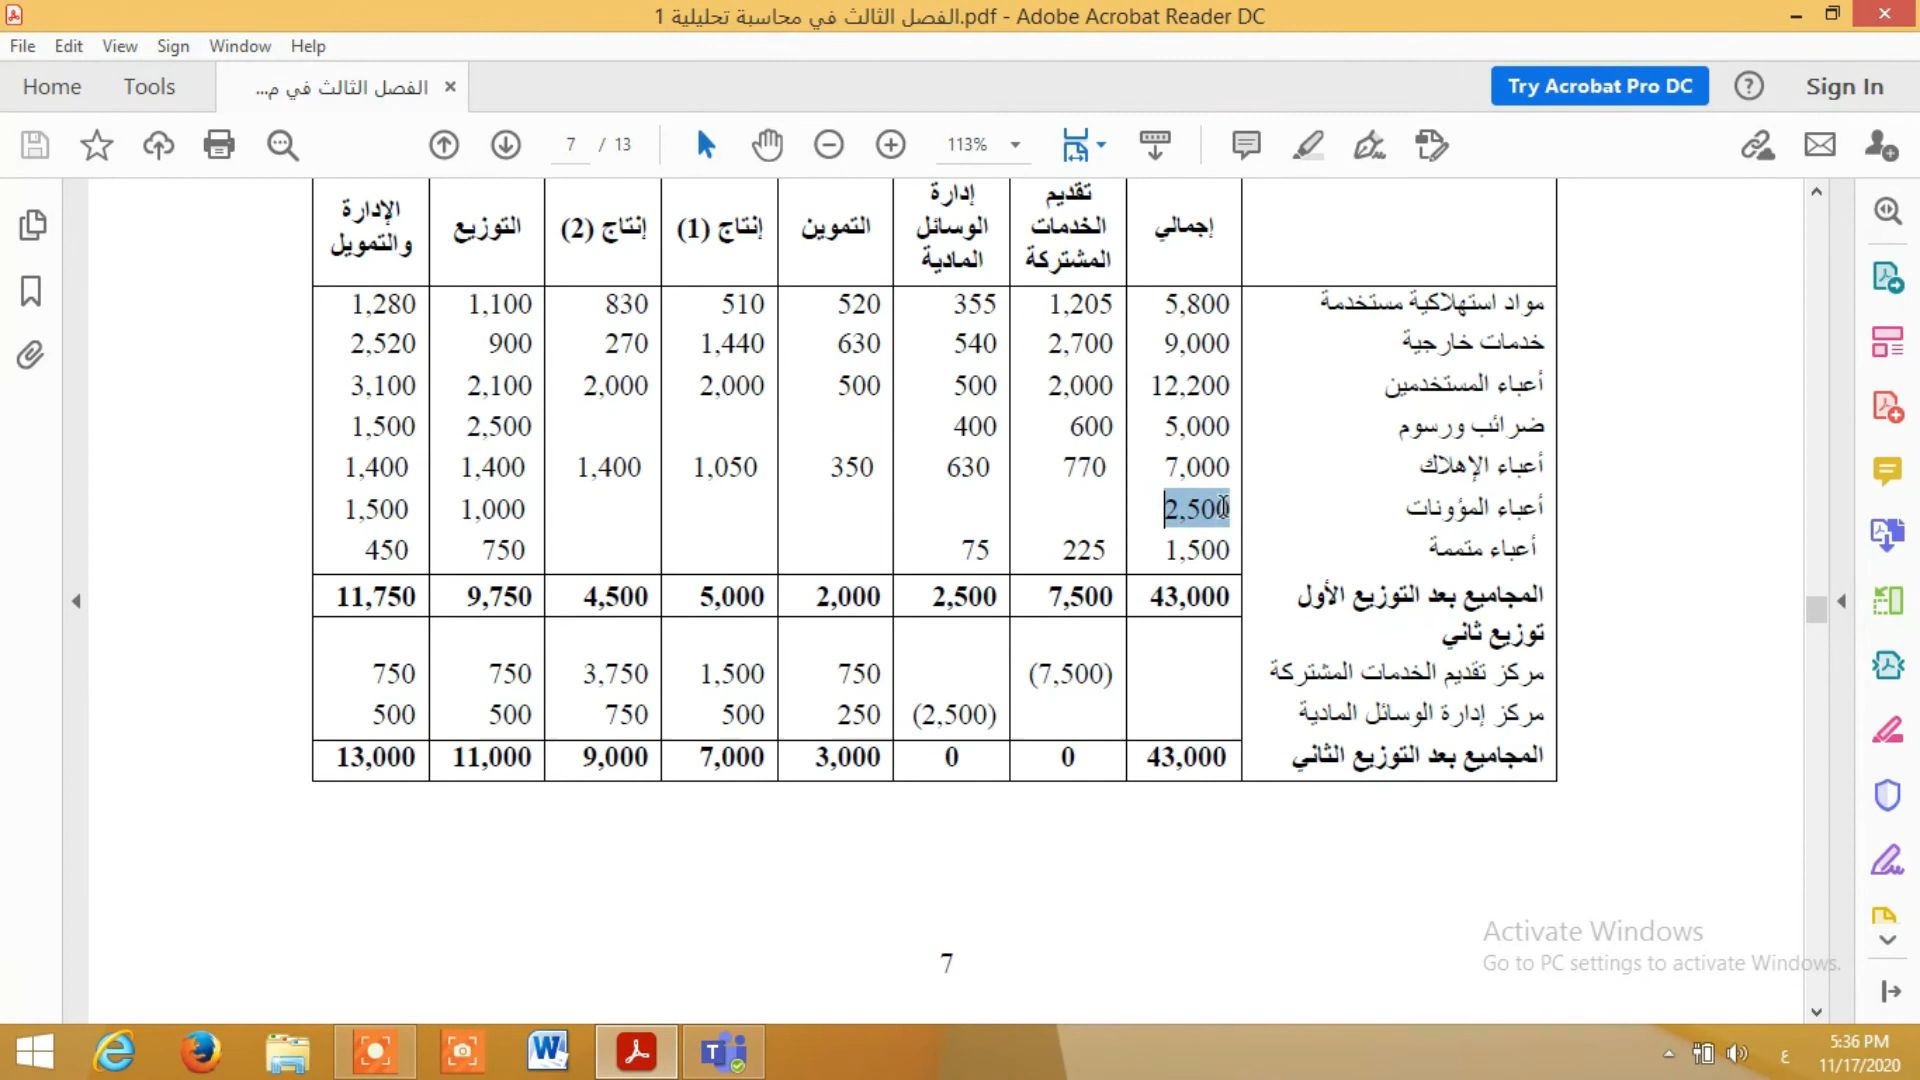 الفصل الثالث في محاسبة تحليلية 1.pdf - Adobe Acrobat Reader DC
File Edit View Sign Window Help
Home Tools الفصل الثالث في م... × Try Acrobat Pro DC ? Sign In
7 / 13 113%
إجمالي تقديم الخدمات المشتركة إدارة الوسائل المادية التموين إنتاج (1) إنتاج (2) التوزيع الإدارة والتمويل
مواد استهلاكية مستخدمة 5,800 1,205 355 520 510 830 1,100 1,280
خدمات خارجية 9,000 2,700 540 630 1,440 270 900 2,520
أعباء المستخدمين 12,200 2,000 500 500 2,000 2,000 2,100 3,100
ضرائب ورسوم 5,000 600 400 2,500 1,500
أعباء الإهلاك 7,000 770 630 350 1,050 1,400 1,400 1,400
أعباء المؤونات 2,500 1,000 1,500
أعباء متممة 1,500 225 75 750 450
المجاميع بعد التوزيع الأول 43,000 7,500 2,500 2,000 5,000 4,500 9,750 11,750
توزيع ثاني
مركز تقديم الخدمات المشتركة (7,500) 750 1,500 3,750 750 750
مركز إدارة الوسائل المادية (2,500) 250 500 750 500 500
المجاميع بعد التوزيع الثاني 43,000 0 0 3,000 7,000 9,000 11,000 13,000
7
Activate Windows
Go to PC settings to activate Windows.
ع 5:36 PM
11/17/2020